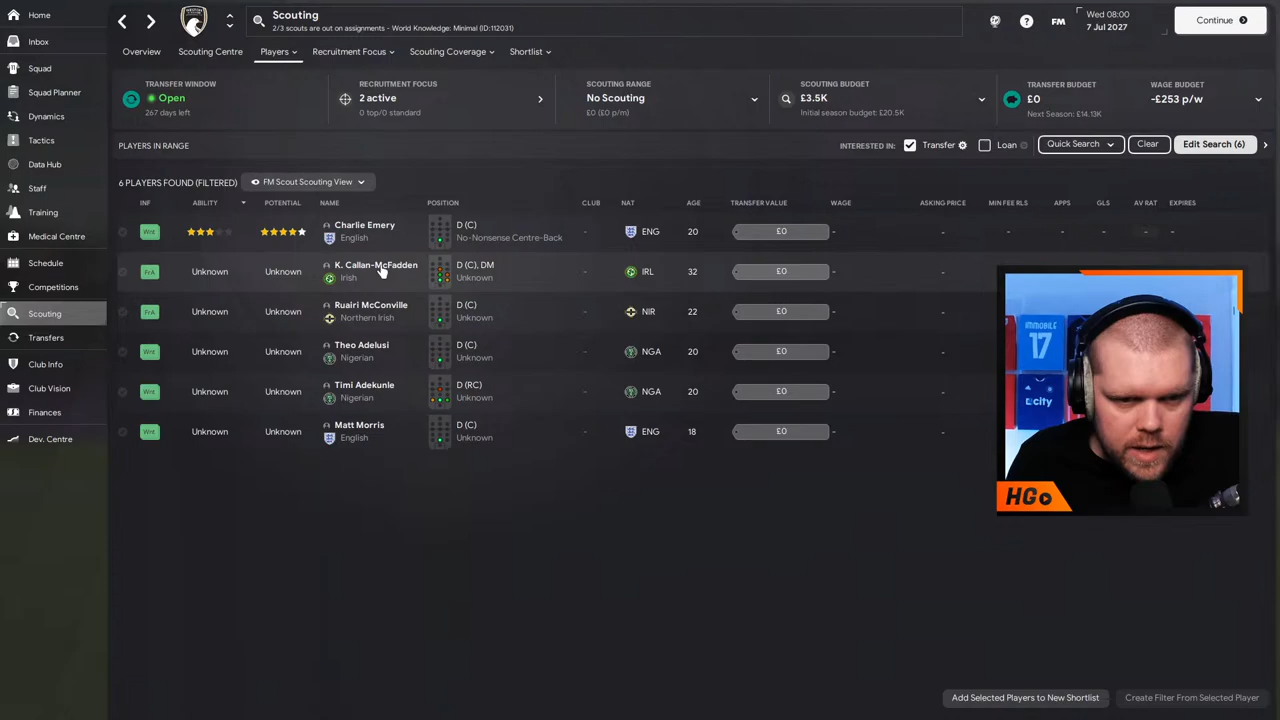 Home
Scouting
2/3 scouts are out on assignments - World Knowledge: Minimal (ID:112031)
FM
Wed 08:00
7 Jul 2027
Continue
Inbox
Overview
Scouting Centre
Players
Recruitment Focus
Scouting Coverage
Shortlist
Squad
Squad Planner
Dynamics
Tactics
Data Hub
Staff
Training
Medical Centre
Schedule
Competitions
Scouting
Transfers
Club Info
Club Vision
Finances
Dev. Centre
TRANSFER WINDOW
Open
267 days left
RECRUITMENT FOCUS
2 active
0 top/0 standard
SCOUTING RANGE
No Scouting
£0 (£0 p/m)
SCOUTING BUDGET
£3.5K
Initial season budget: £20.5K
TRANSFER BUDGET
£0
Next Season: £14.13K
WAGE BUDGET
-£253 p/w
PLAYERS IN RANGE
INTERESTED IN: Transfer Loan
Quick Search
Clear
Edit Search (6)
6 PLAYERS FOUND (FILTERED)
FM Scout Scouting View
INF ABILITY POTENTIAL NAME POSITION CLUB NAT AGE TRANSFER VALUE WAGE ASKING PRICE MIN FEE RLS APPS GLS AV RAT EXPIRES
Wnt Charlie Emery D (C) - ENG 20 £0 - - - - - - -
English No-Nonsense Centre-Back
FrA Unknown Unknown K. Callan-McFadden D (C), DM - IRL 32 £0 - -
Irish Unknown
Unknown Unknown Ruairi McConville D (C) - NIR 22 £0 - -
FrA Northern Irish Unknown
Wnt Unknown Unknown Theo Adelusi D (C) - NGA 20 £0 - -
Nigerian Unknown
Wnt Unknown Unknown Timi Adekunle D (RC) - NGA 20 £0 - -
Nigerian Unknown
Wnt Unknown Unknown Matt Morris D (C) - ENG 18 £0 - -
English Unknown
IMMOBILE
17
city
HGo
Add Selected Players to New Shortlist
Create Filter From Selected Player